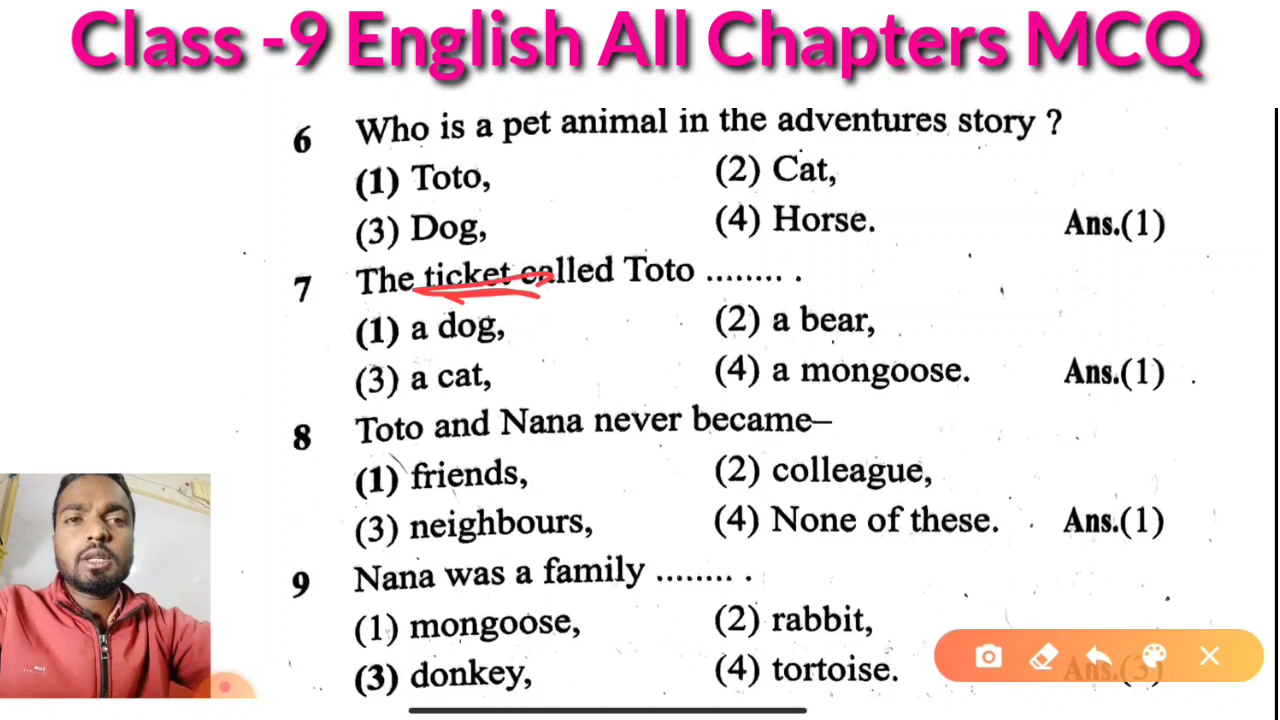 Class -9 English All Chapters MCQ
6 Who is a pet animal in the adventures story ?
(1) Toto, (2) Cat,
(3) Dog, (4) Horse. Ans.(1)
7 The ticket called Toto ........ .
(1) a dog, (2) a bear,
(3) a cat, (4) a mongoose. Ans.(1)
8 Toto and Nana never became–
(1) friends, (2) colleague,
(3) neighbours, (4) None of these. Ans.(1)
9 Nana was a family ........ .
(1) mongoose, (2) rabbit,
(3) donkey, (4) tortoise. Ans.(3)